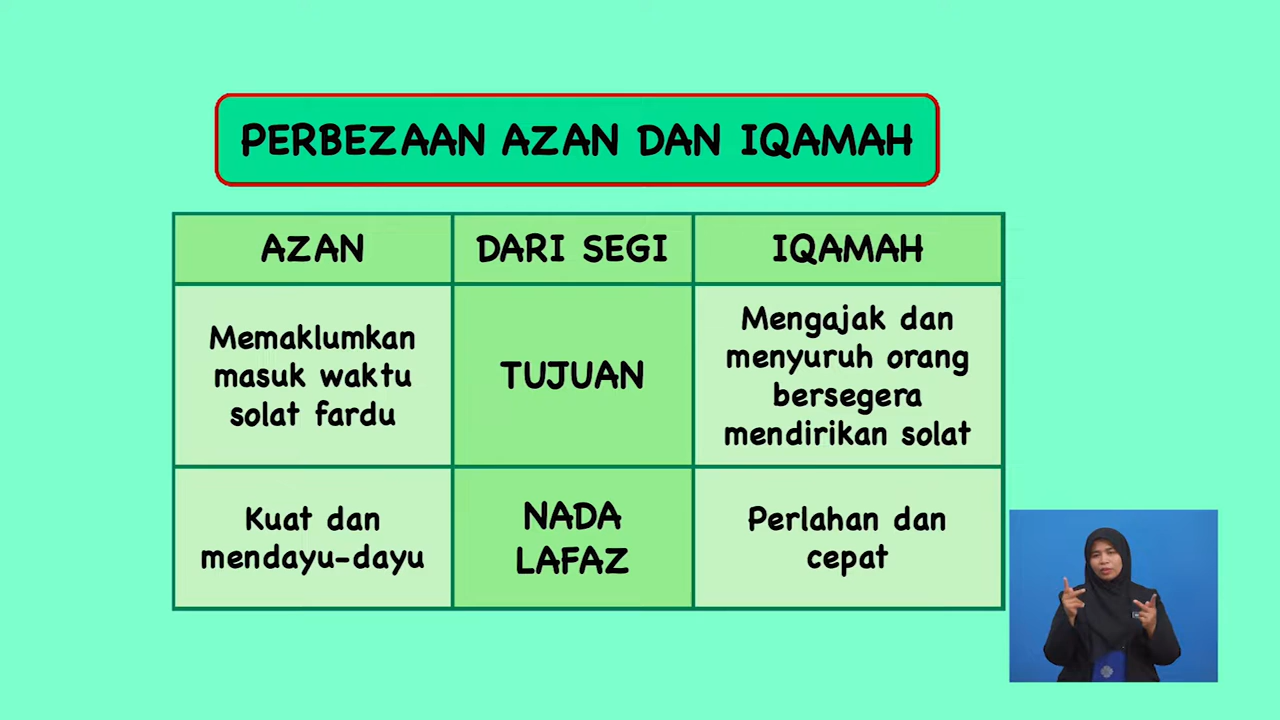 PERBEZAAN AZAN DAN IQAMAH
AZAN
DARI SEGI
IQAMAH
Memaklumkan
masuk waktu
solat fardu
TUJUAN
Mengajak dan
menyuruh orang
bersegera
mendirikan solat
Kuat dan
mendayu-dayu
NADA
LAFAZ
Perlahan dan
cepat